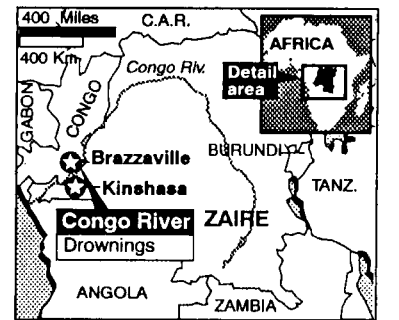 400 Miles
400 Km
C.A.R.
AFRICA
Detail
area
Congo Riv.
GABON
CONGO
Brazzaville
Kinshasa
BURUNDI
TANZ.
Congo River
Drownings
ZAIRE
ANGOLA
ZAMBIA